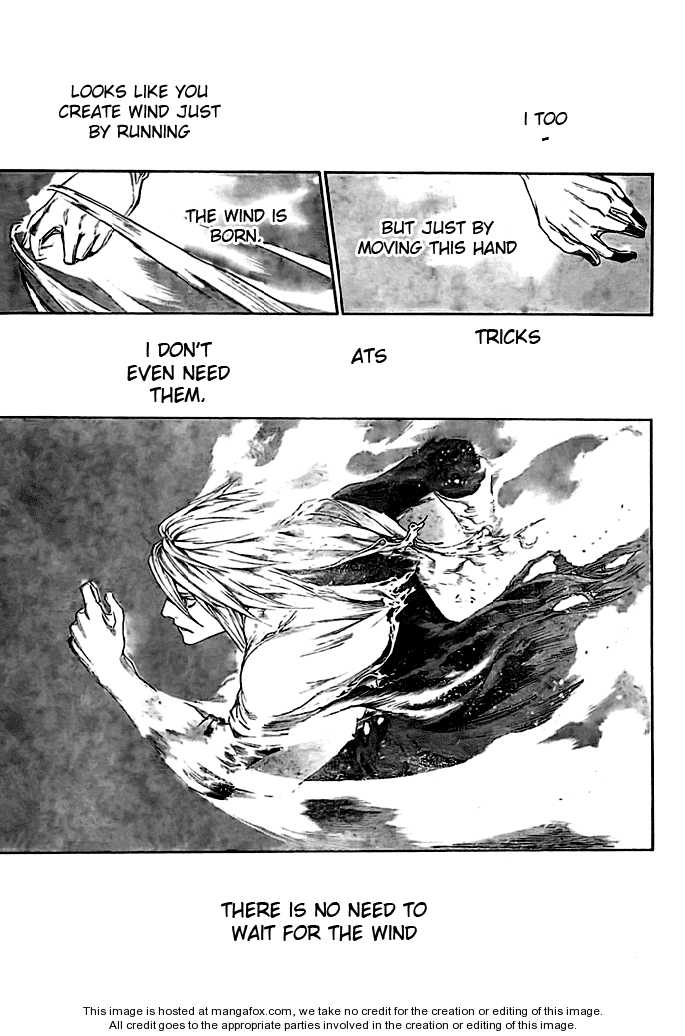 I TOO
-
LOOKS LIKE YOU
CREATE WIND JUST
BY RUNNING
BUT JUST BY
MOVING THIS HAND
THE WIND IS
BORN.
TRICKS
ATS
I DON'T
EVEN NEED
THEM.
THERE IS NO NEED TO
WAIT FOR THE WIND
This image is hosted at mangafox.com, we take no credit for the creation or editing of this image.
All credit goes to the appropriate parties involved in the creation or editing of this image.